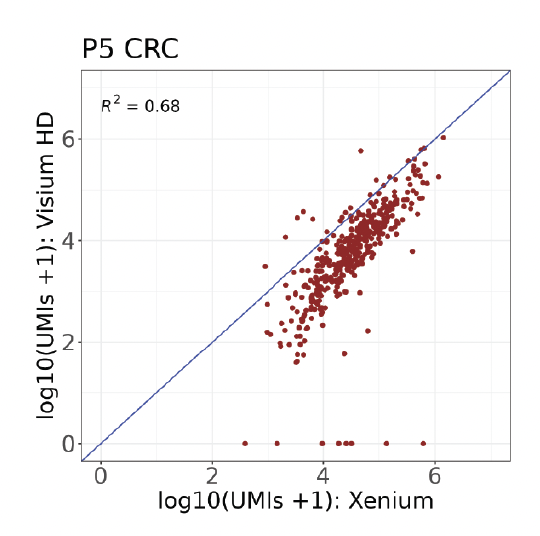 P5 CRC
R² = 0.68
log10(UMIs +1): Visium HD
6
4
2
0
0 2 4 6
log10(UMIs +1): Xenium